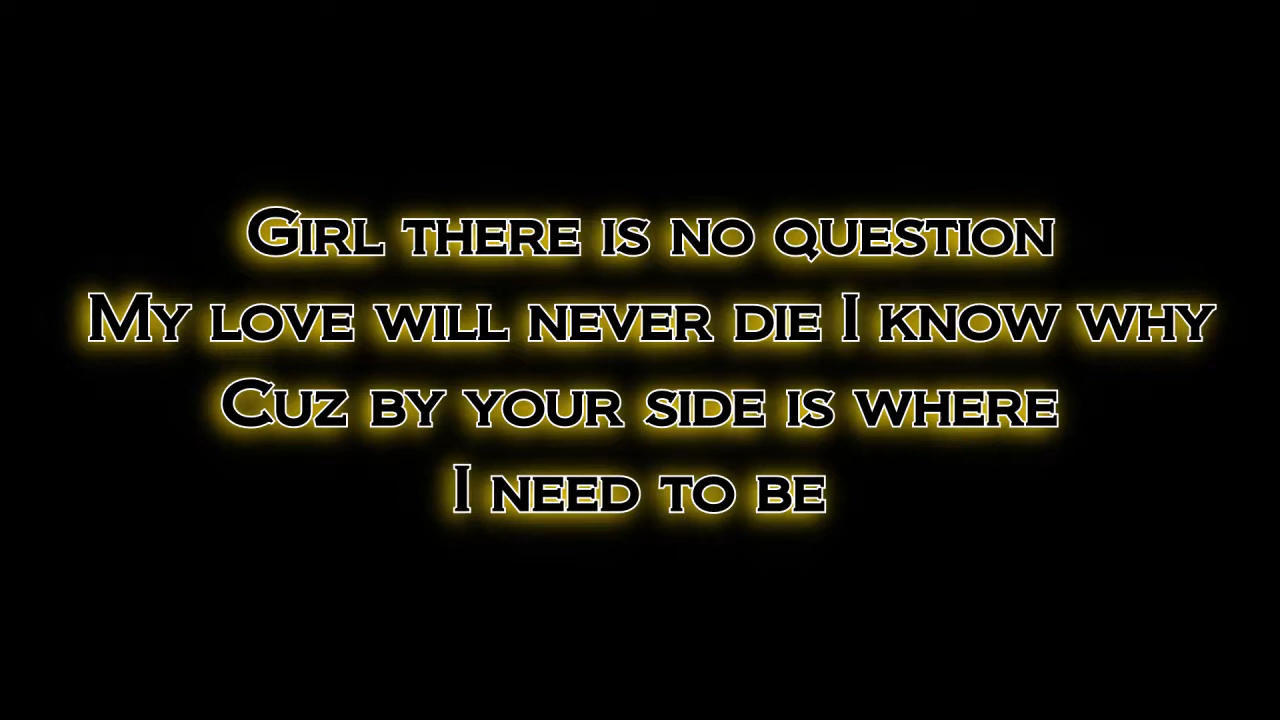 Girl there is no question
My love will never die I know why
Cuz by your side is where
I need to be